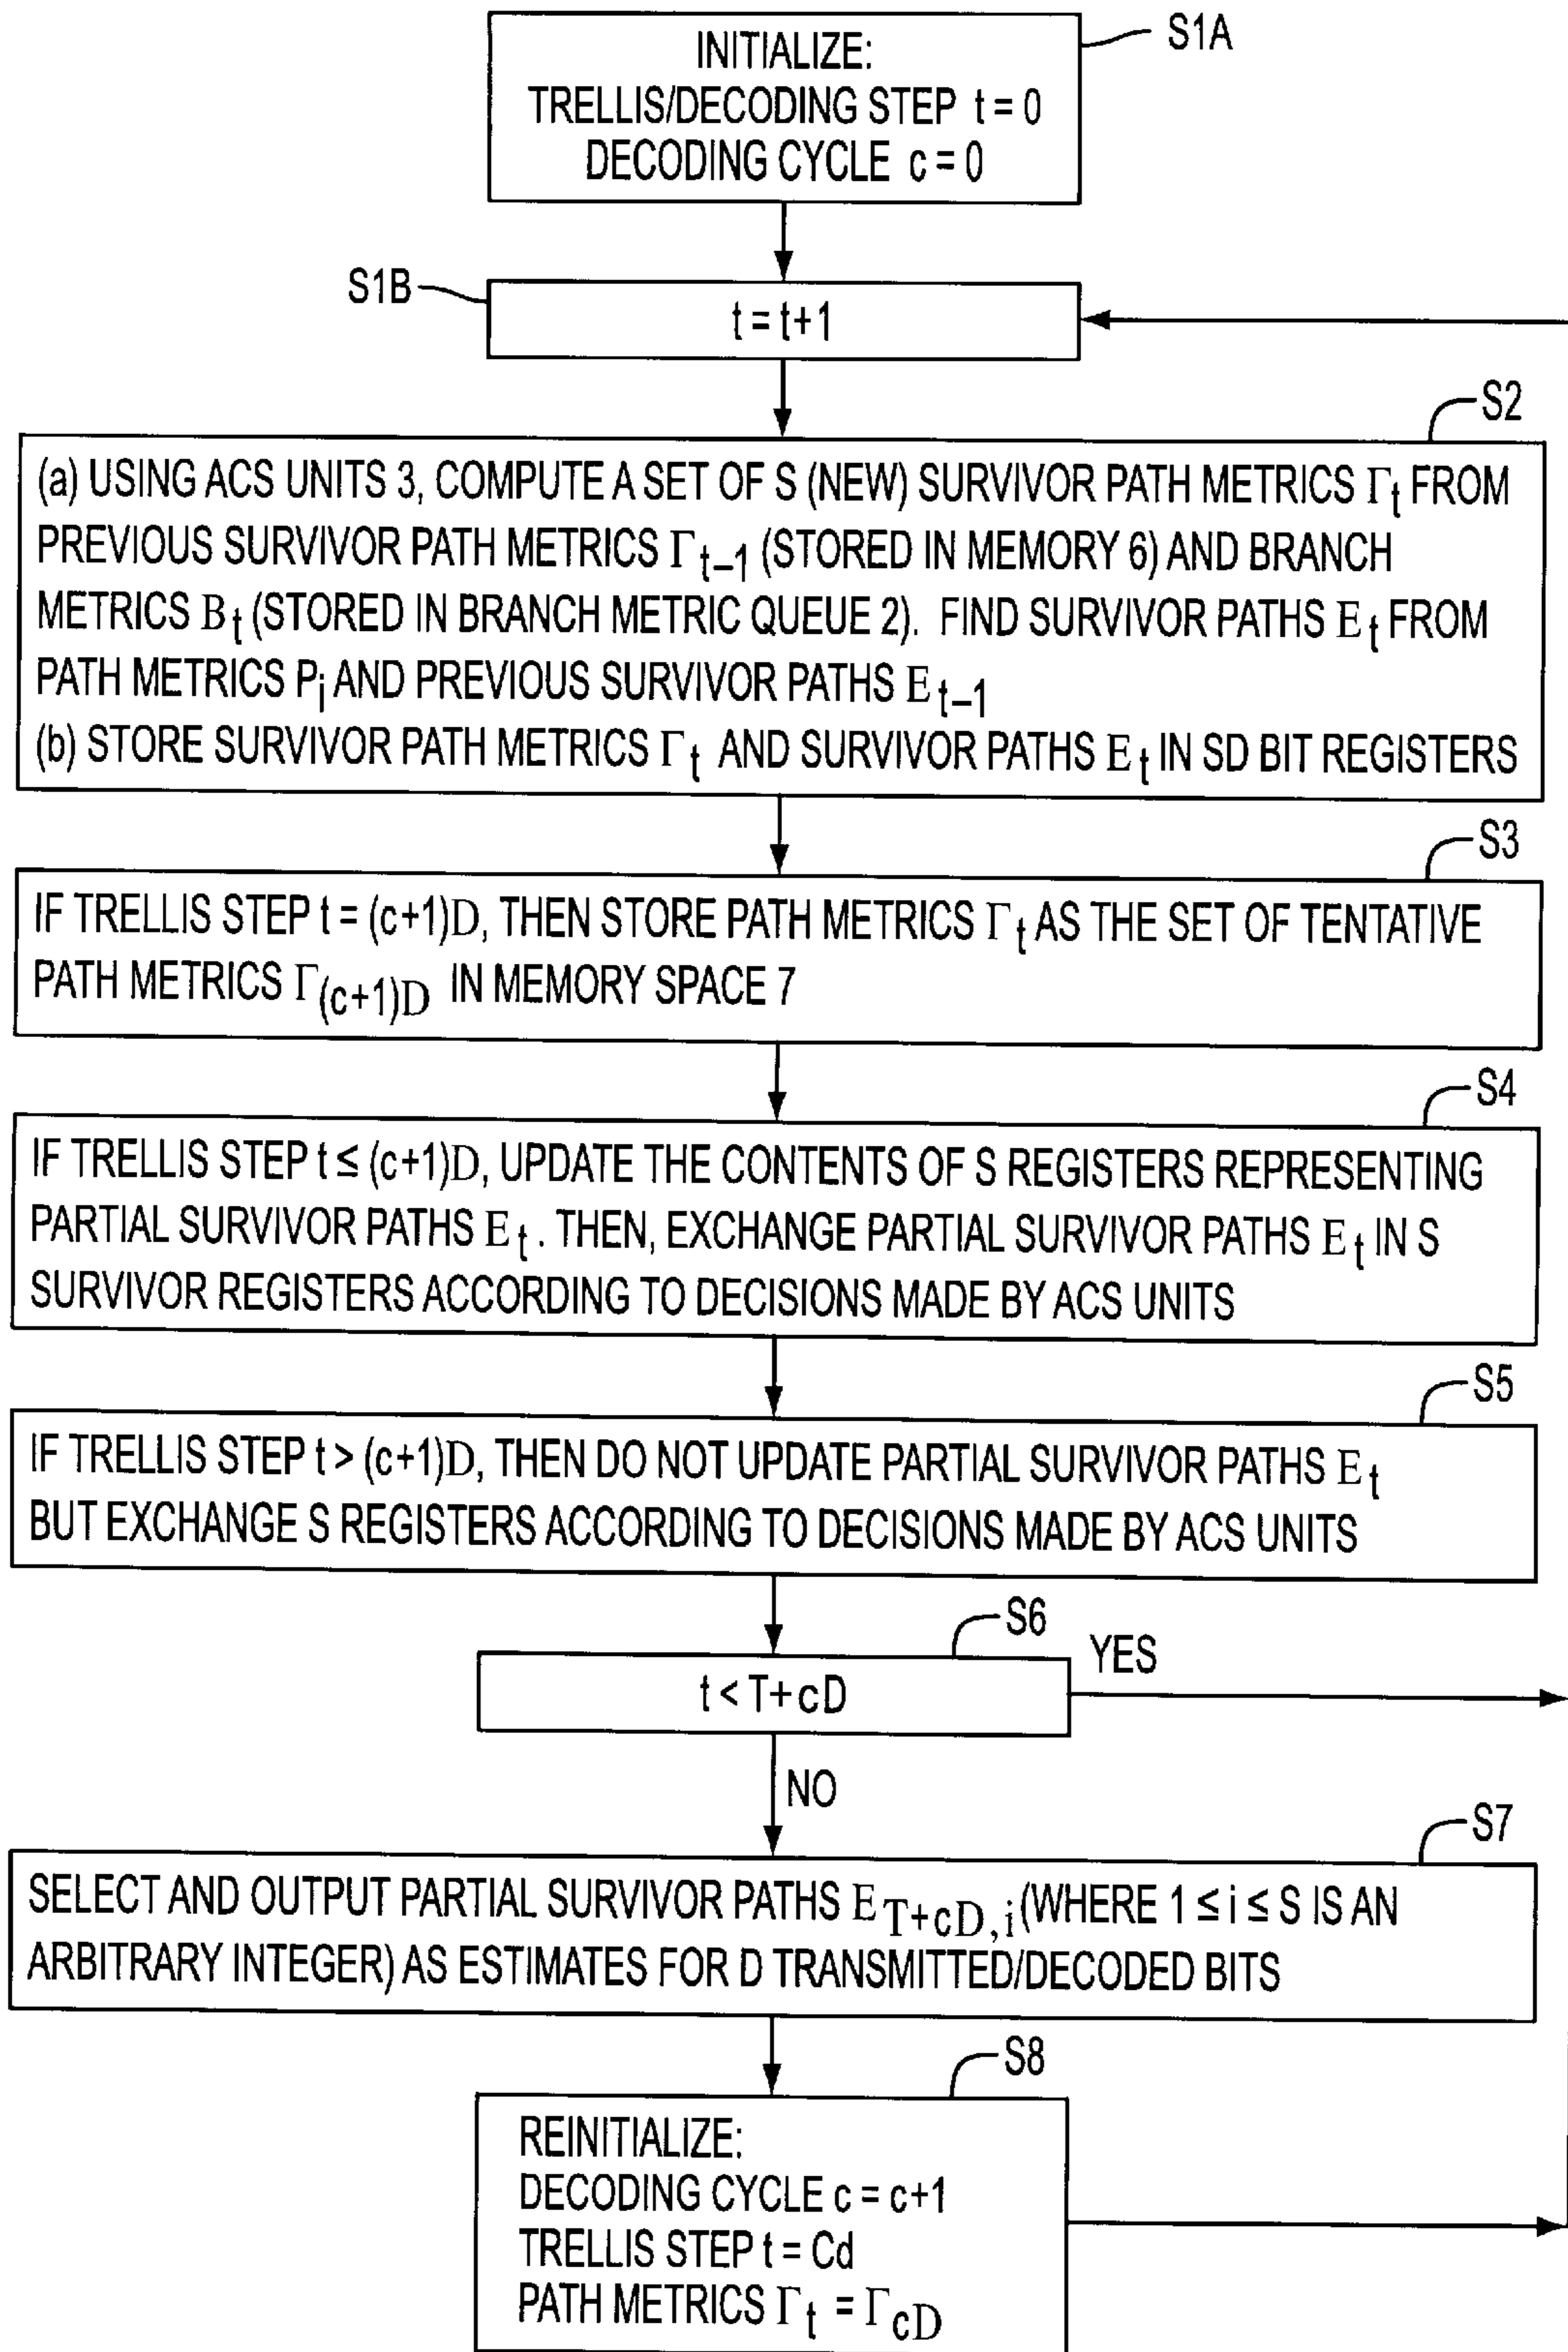 S1A
INITIALIZE:
TRELLIS/DECODING STEP t = 0
DECODING CYCLE c = 0
S1B
t = t+1
S2
(a) USING ACS UNITS 3, COMPUTE A SET OF S (NEW) SURVIVOR PATH METRICS Γt FROM
PREVIOUS SURVIVOR PATH METRICS Γt–1 (STORED IN MEMORY 6) AND BRANCH
METRICS Bt (STORED IN BRANCH METRIC QUEUE 2). FIND SURVIVOR PATHS Et FROM
PATH METRICS Pi AND PREVIOUS SURVIVOR PATHS Et–1
(b) STORE SURVIVOR PATH METRICS Γt AND SURVIVOR PATHS Et IN SD BIT REGISTERS
S3
IF TRELLIS STEP t = (c+1)D, THEN STORE PATH METRICS Γt AS THE SET OF TENTATIVE
PATH METRICS Γ(c+1)D IN MEMORY SPACE 7
S4
IF TRELLIS STEP t ≤ (c+1)D, UPDATE THE CONTENTS OF S REGISTERS REPRESENTING
PARTIAL SURVIVOR PATHS Et. THEN, EXCHANGE PARTIAL SURVIVOR PATHS Et IN S
SURVIVOR REGISTERS ACCORDING TO DECISIONS MADE BY ACS UNITS
S5
IF TRELLIS STEP t > (c+1)D, THEN DO NOT UPDATE PARTIAL SURVIVOR PATHS Et
BUT EXCHANGE S REGISTERS ACCORDING TO DECISIONS MADE BY ACS UNITS
S6
t < T+cD
YES
NO
S7
SELECT AND OUTPUT PARTIAL SURVIVOR PATHS ET+cD,i (WHERE 1 ≤ i ≤ S IS AN
ARBITRARY INTEGER) AS ESTIMATES FOR D TRANSMITTED/DECODED BITS
S8
REINITIALIZE:
DECODING CYCLE c = c+1
TRELLIS STEP t = Cd
PATH METRICS Γt = ΓcD